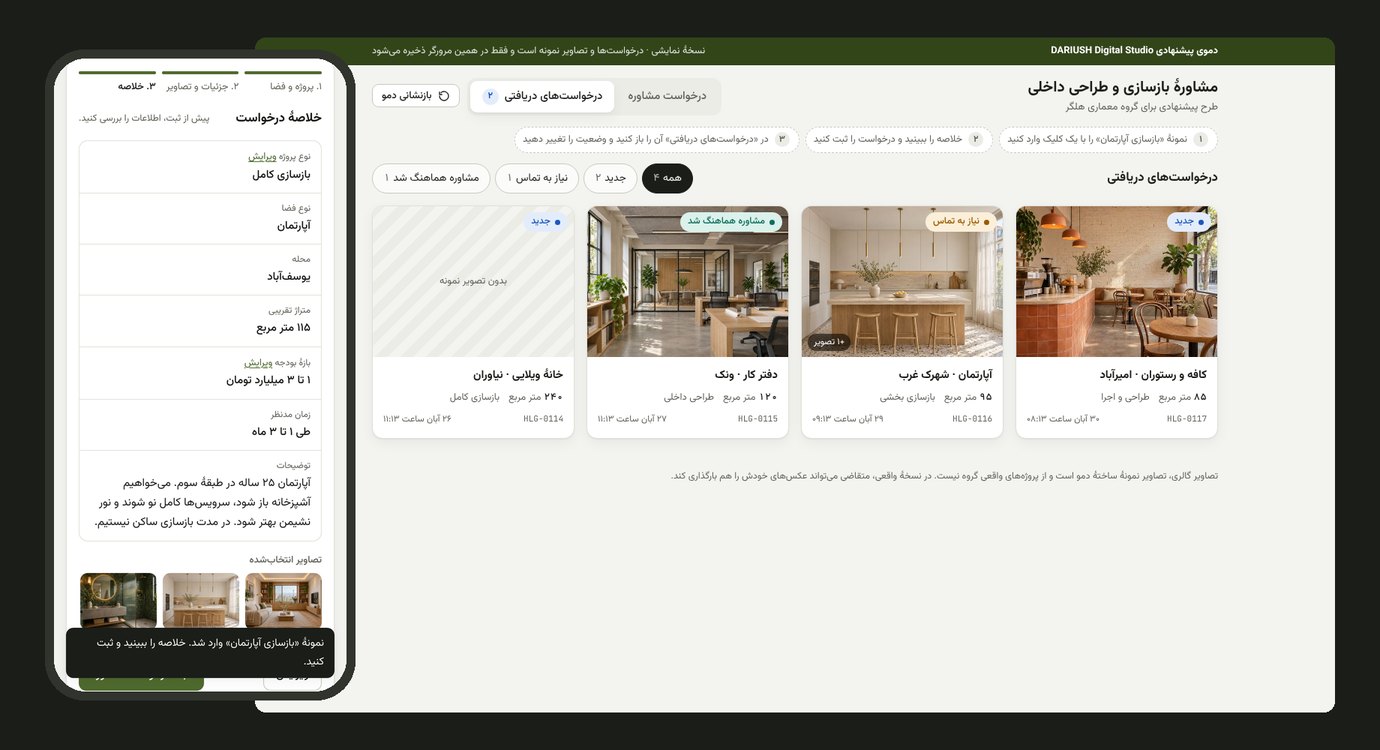 دموی پیشنهادی DARIUSH Digital Studio
نسخهٔ نمایشی · درخواست‌ها و تصاویر نمونه است و فقط در همین مرورگر ذخیره می‌شود
مشاورهٔ بازسازی و طراحی داخلی
طرح پیشنهادی برای گروه معماری هلگر
درخواست مشاوره
درخواست‌های دریافتی ۲
بازنشانی دمو
۱ نمونهٔ «بازسازی آپارتمان» را با یک کلیک وارد کنید
۲ خلاصه را ببینید و درخواست را ثبت کنید
۳ در «درخواست‌های دریافتی» آن را باز کنید و وضعیت را تغییر دهید
درخواست‌های دریافتی
همه ۴
جدید ۲
نیاز به تماس ۱
مشاوره هماهنگ شد ۱
جدید
کافه و رستوران · امیرآباد
۸۵ متر مربع طراحی و اجرا
HLG-0117
۳۰ آبان ساعت ۰۸:۱۳
نیاز به تماس
+۱ تصویر
آپارتمان · شهرک غرب
۹۵ متر مربع بازسازی بخشی
HLG-0116
۲۹ آبان ساعت ۰۹:۱۳
مشاوره هماهنگ شد
دفتر کار · ونک
۱۲۰ متر مربع طراحی داخلی
HLG-0115
۲۷ آبان ساعت ۱۱:۱۳
جدید
بدون تصویر نمونه
خانهٔ ویلایی · نیاوران
۲۴۰ متر مربع بازسازی کامل
HLG-0114
۲۶ آبان ساعت ۱۱:۱۳
تصاویر گالری، تصاویر نمونهٔ ساختهٔ دمو است و از پروژه‌های واقعی گروه نیست. در نسخهٔ واقعی، متقاضی می‌تواند عکس‌های خودش را هم بارگذاری کند.
۱. پروژه و فضا
۲. جزئیات و تصاویر
۳. خلاصه
خلاصهٔ درخواست
پیش از ثبت، اطلاعات را بررسی کنید.
نوع پروژه ویرایش
بازسازی کامل
نوع فضا
آپارتمان
محله
یوسف‌آباد
متراژ تقریبی
۱۱۵ متر مربع
بازهٔ بودجه ویرایش
۱ تا ۳ میلیارد تومان
زمان مدنظر
طی ۱ تا ۳ ماه
توضیحات
آپارتمان ۲۵ ساله در طبقهٔ سوم. می‌خواهیم
آشپزخانه باز شود، سرویس‌ها کامل نو شوند و نور
نشیمن بهتر شود. در مدت بازسازی ساکن نیستیم.
تصاویر انتخاب‌شده
نمونهٔ «بازسازی آپارتمان» وارد شد. خلاصه را ببینید و ثبت
کنید.